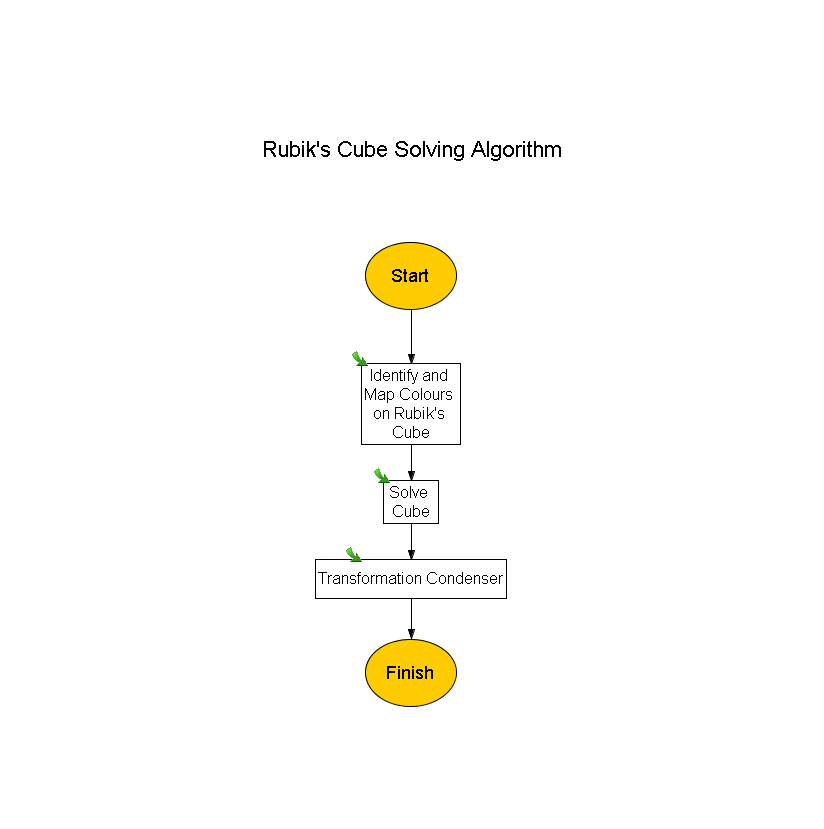 Rubik's Cube Solving Algorithm
Start
Identify and
Map Colours
on Rubik's
Cube
Solve
Cube
Transformation Condenser
Finish